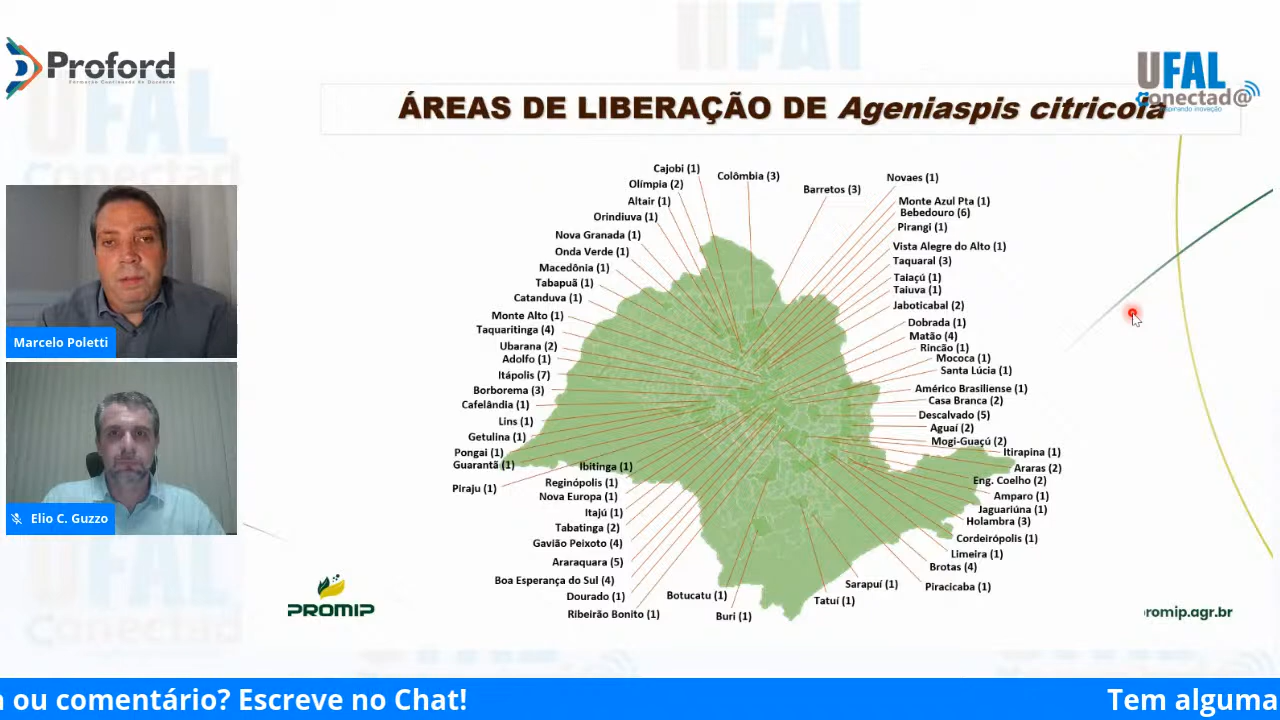 Proford
Formação Continuada de Docentes
UFAL
Conectad@
inspirando inovação
ÁREAS DE LIBERAÇÃO DE Ageniaspis citricola
Cajobi (1)
Colômbia (3)
Barretos (3)
Novaes (1)
Olímpia (2)
Altair (1)
Orindiuva (1)
Nova Granada (1)
Onda Verde (1)
Macedônia (1)
Tabapuã (1)
Catanduva (1)
Monte Alto (1)
Taquaritinga (4)
Ubarana (2)
Adolfo (1)
Itápolis (7)
Borborema (3)
Cafelândia (1)
Lins (1)
Getulina (1)
Pongai (1)
Guarantã (1)
Piraju (1)
Monte Azul Pta (1)
Bebedouro (6)
Pirangi (1)
Vista Alegre do Alto (1)
Taquaral (3)
Taiaçú (1)
Taiuva (1)
Jaboticabal (2)
Dobrada (1)
Matão (4)
Rincão (1)
Mococa (1)
Santa Lúcia (1)
Américo Brasiliense (1)
Casa Branca (2)
Descalvado (5)
Aguaí (2)
Mogi-Guaçú (2)
Itirapina (1)
Araras (2)
Eng. Coelho (2)
Amparo (1)
Jaguariúna (1)
Holambra (3)
Cordeirópolis (1)
Limeira (1)
Brotas (4)
Piracicaba (1)
Ibitinga (1)
Reginópolis (1)
Nova Europa (1)
Itajú (1)
Tabatinga (2)
Gavião Peixoto (4)
Araraquara (5)
Boa Esperança do Sul (4)
Dourado (1)
Ribeirão Bonito (1)
Botucatu (1)
Buri (1)
Tatuí (1)
Sarapuí (1)
Marcelo Poletti
Elio C. Guzzo
PROMIP
promip.agr.br
ou comentário? Escreve no Chat!
Tem alguma